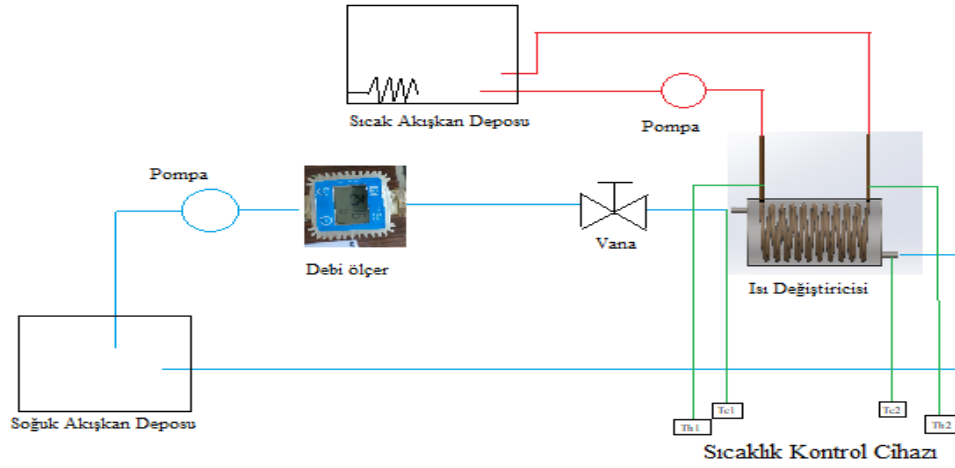 Sıcak Akışkan Deposu
Pompa
Pompa
Debi ölçer
Vana
Isı Değiştiricisi
Soğuk Akışkan Deposu
Th1
Tc1
Tc2
Th2
Sıcaklık Kontrol Cihazı